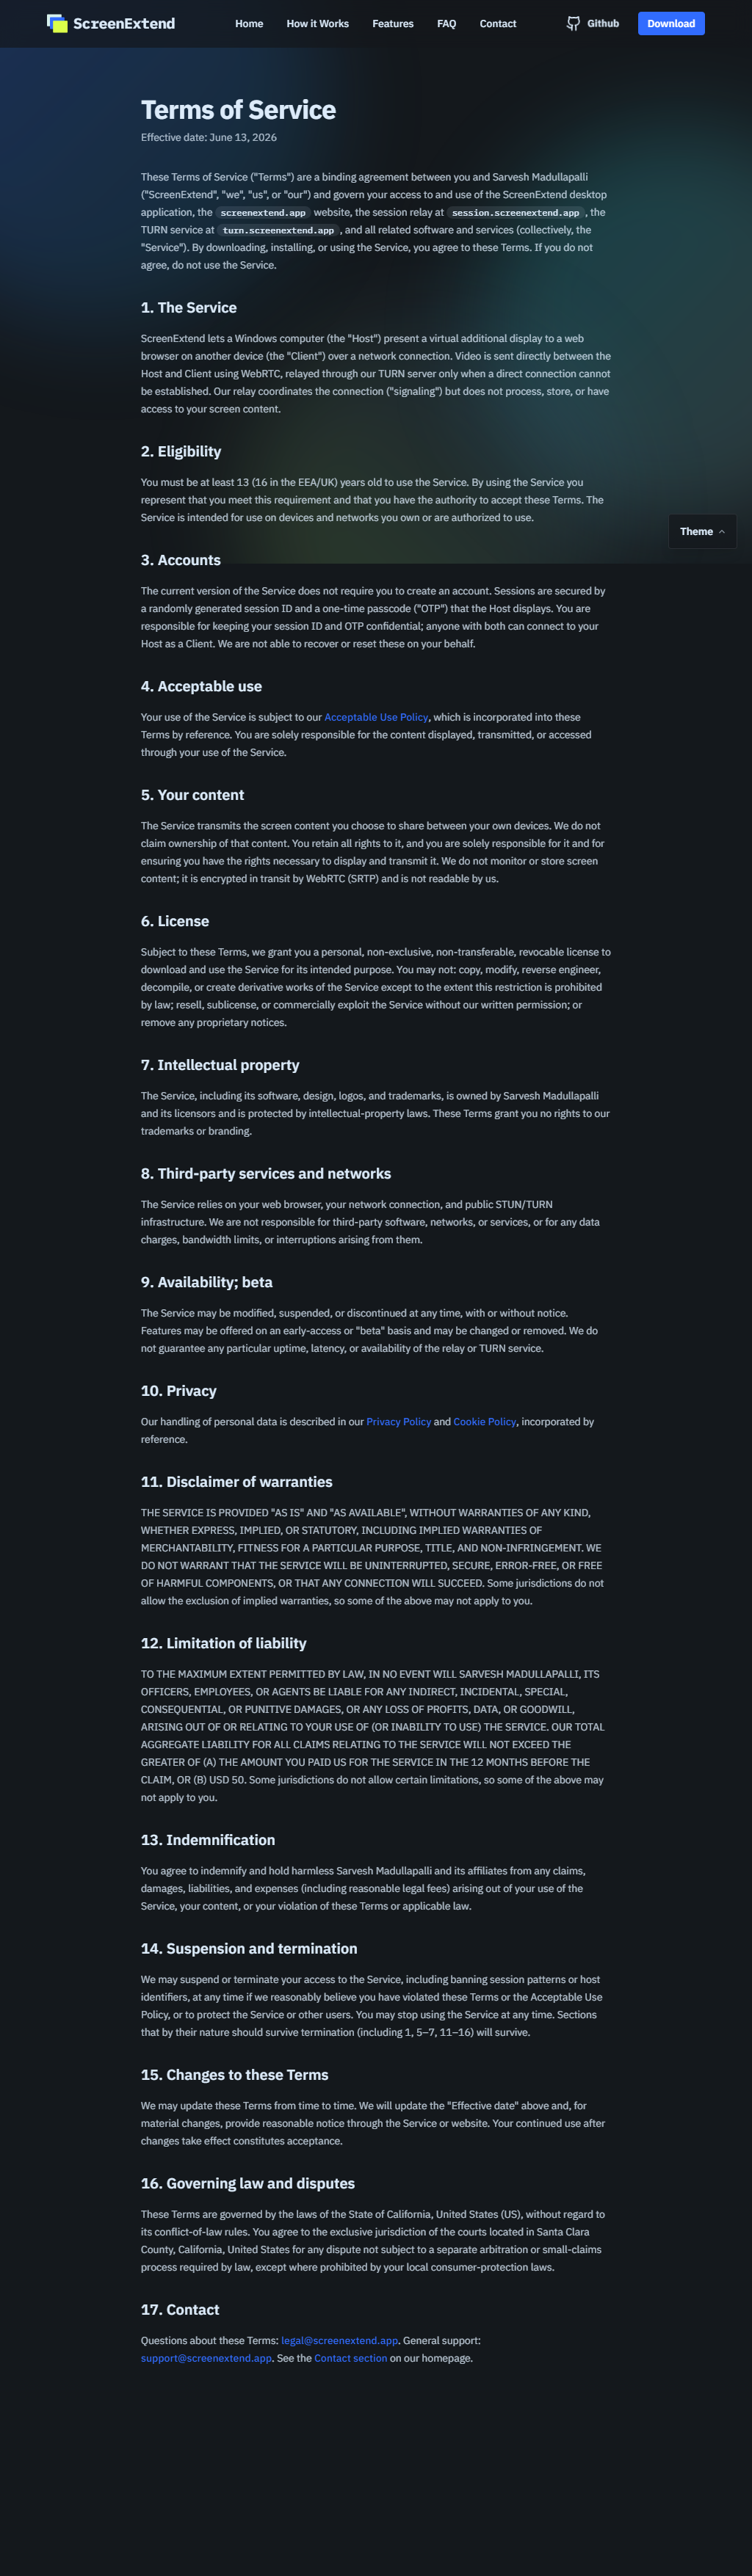 ScreenExtend
Home
How it Works
Features
FAQ
Contact
Github
Download
Terms of Service
Effective date: June 13, 2026
These Terms of Service ("Terms") are a binding agreement between you and Sarvesh Madullapalli
("ScreenExtend", "we", "us", or "our") and govern your access to and use of the ScreenExtend desktop
application, the screenextend.app website, the session relay at session.screenextend.app, the
TURN service at turn.screenextend.app, and all related software and services (collectively, the
"Service"). By downloading, installing, or using the Service, you agree to these Terms. If you do not
agree, do not use the Service.
1. The Service
ScreenExtend lets a Windows computer (the "Host") present a virtual additional display to a web
browser on another device (the "Client") over a network connection. Video is sent directly between the
Host and Client using WebRTC, relayed through our TURN server only when a direct connection cannot
be established. Our relay coordinates the connection ("signaling") but does not process, store, or have
access to your screen content.
2. Eligibility
You must be at least 13 (16 in the EEA/UK) years old to use the Service. By using the Service you
represent that you meet this requirement and that you have the authority to accept these Terms. The
Service is intended for use on devices and networks you own or are authorized to use.
Theme
3. Accounts
The current version of the Service does not require you to create an account. Sessions are secured by
a randomly generated session ID and a one-time passcode ("OTP") that the Host displays. You are
responsible for keeping your session ID and OTP confidential; anyone with both can connect to your
Host as a Client. We are not able to recover or reset these on your behalf.
4. Acceptable use
Your use of the Service is subject to our Acceptable Use Policy, which is incorporated into these
Terms by reference. You are solely responsible for the content displayed, transmitted, or accessed
through your use of the Service.
5. Your content
The Service transmits the screen content you choose to share between your own devices. We do not
claim ownership of that content. You retain all rights to it, and you are solely responsible for it and for
ensuring you have the rights necessary to display and transmit it. We do not monitor or store screen
content; it is encrypted in transit by WebRTC (SRTP) and is not readable by us.
6. License
Subject to these Terms, we grant you a personal, non-exclusive, non-transferable, revocable license to
download and use the Service for its intended purpose. You may not: copy, modify, reverse engineer,
decompile, or create derivative works of the Service except to the extent this restriction is prohibited
by law; resell, sublicense, or commercially exploit the Service without our written permission; or
remove any proprietary notices.
7. Intellectual property
The Service, including its software, design, logos, and trademarks, is owned by Sarvesh Madullapalli
and its licensors and is protected by intellectual-property laws. These Terms grant you no rights to our
trademarks or branding.
8. Third-party services and networks
The Service relies on your web browser, your network connection, and public STUN/TURN
infrastructure. We are not responsible for third-party software, networks, or services, or for any data
charges, bandwidth limits, or interruptions arising from them.
9. Availability; beta
The Service may be modified, suspended, or discontinued at any time, with or without notice.
Features may be offered on an early-access or "beta" basis and may be changed or removed. We do
not guarantee any particular uptime, latency, or availability of the relay or TURN service.
10. Privacy
Our handling of personal data is described in our Privacy Policy and Cookie Policy, incorporated by
reference.
11. Disclaimer of warranties
THE SERVICE IS PROVIDED "AS IS" AND "AS AVAILABLE", WITHOUT WARRANTIES OF ANY KIND,
WHETHER EXPRESS, IMPLIED, OR STATUTORY, INCLUDING IMPLIED WARRANTIES OF
MERCHANTABILITY, FITNESS FOR A PARTICULAR PURPOSE, TITLE, AND NON-INFRINGEMENT. WE
DO NOT WARRANT THAT THE SERVICE WILL BE UNINTERRUPTED, SECURE, ERROR-FREE, OR FREE
OF HARMFUL COMPONENTS, OR THAT ANY CONNECTION WILL SUCCEED. Some jurisdictions do not
allow the exclusion of implied warranties, so some of the above may not apply to you.
12. Limitation of liability
TO THE MAXIMUM EXTENT PERMITTED BY LAW, IN NO EVENT WILL SARVESH MADULLAPALLI, ITS
OFFICERS, EMPLOYEES, OR AGENTS BE LIABLE FOR ANY INDIRECT, INCIDENTAL, SPECIAL,
CONSEQUENTIAL, OR PUNITIVE DAMAGES, OR ANY LOSS OF PROFITS, DATA, OR GOODWILL,
ARISING OUT OF OR RELATING TO YOUR USE OF (OR INABILITY TO USE) THE SERVICE. OUR TOTAL
AGGREGATE LIABILITY FOR ALL CLAIMS RELATING TO THE SERVICE WILL NOT EXCEED THE
GREATER OF (A) THE AMOUNT YOU PAID US FOR THE SERVICE IN THE 12 MONTHS BEFORE THE
CLAIM, OR (B) USD 50. Some jurisdictions do not allow certain limitations, so some of the above may
not apply to you.
13. Indemnification
You agree to indemnify and hold harmless Sarvesh Madullapalli and its affiliates from any claims,
damages, liabilities, and expenses (including reasonable legal fees) arising out of your use of the
Service, your content, or your violation of these Terms or applicable law.
14. Suspension and termination
We may suspend or terminate your access to the Service, including banning session patterns or host
identifiers, at any time if we reasonably believe you have violated these Terms or the Acceptable Use
Policy, or to protect the Service or other users. You may stop using the Service at any time. Sections
that by their nature should survive termination (including 1, 5–7, 11–16) will survive.
15. Changes to these Terms
We may update these Terms from time to time. We will update the "Effective date" above and, for
material changes, provide reasonable notice through the Service or website. Your continued use after
changes take effect constitutes acceptance.
16. Governing law and disputes
These Terms are governed by the laws of the State of California, United States (US), without regard to
its conflict-of-law rules. You agree to the exclusive jurisdiction of the courts located in Santa Clara
County, California, United States for any dispute not subject to a separate arbitration or small-claims
process required by law, except where prohibited by your local consumer-protection laws.
17. Contact
Questions about these Terms: legal@screenextend.app. General support:
support@screenextend.app. See the Contact section on our homepage.